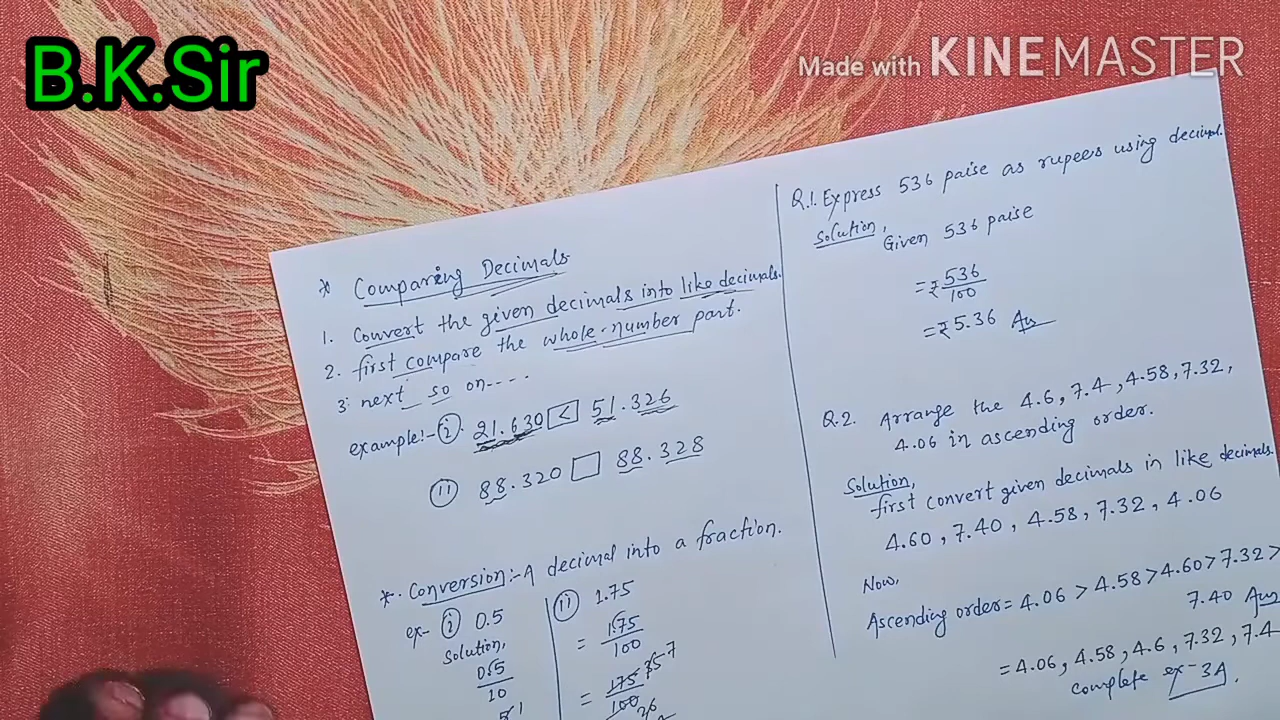 B.K.Sir
Made with KINEMASTER
* Comparing Decimals
1. Convert the given decimals into like decimals.
2. first compare the whole-number part.
3. next so on....
example:- (i). 21.630 < 51.326
(ii) 88.320 □ 88.328
*. Conversion:- A decimal into a fraction.
ex- (i) 0.5
Solution,
10
(ii) 1.75
= 1.75
100
= 175
100
Q.1. Express 536 paise as rupees using decimal.
Solution,
Given 536 paise
= ₹ 536
100
= ₹ 5.36 Ans
Q.2. Arrange the 4.6, 7.4, 4.58, 7.32,
4.06 in ascending order.
Solution,
first convert given decimals in like decimals.
4.60, 7.40, 4.58, 7.32, 4.06
Now,
Ascending order = 4.06 > 4.58 > 4.60 > 7.32 >
7.40 Ans
= 4.06, 4.58, 4.6, 7.32, 7.4
complete ex- 3A.